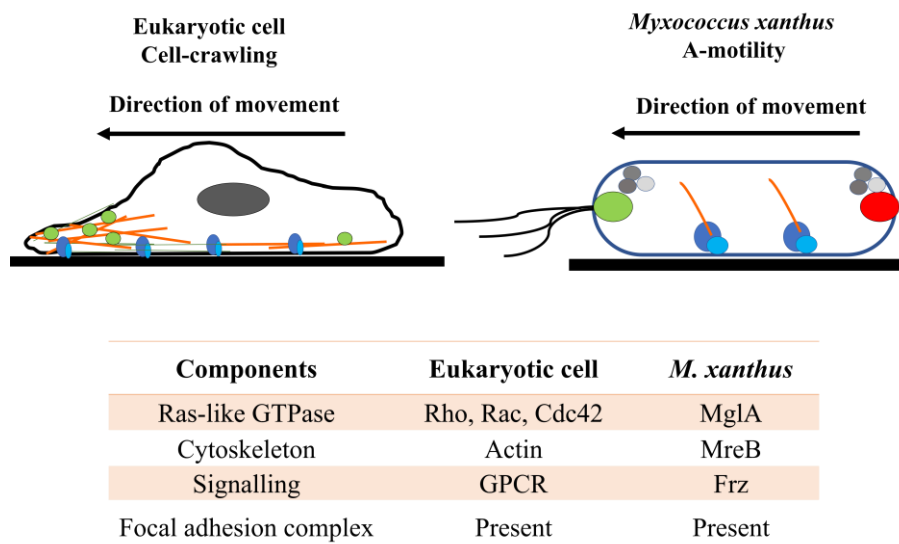 Eukaryotic cell
Cell-crawling
Direction of movement
Myxococcus xanthus
A-motility
Direction of movement
Components Eukaryotic cell M. xanthus
Ras-like GTPase Rho, Rac, Cdc42 MglA
Cytoskeleton Actin MreB
Signalling GPCR Frz
Focal adhesion complex Present Present